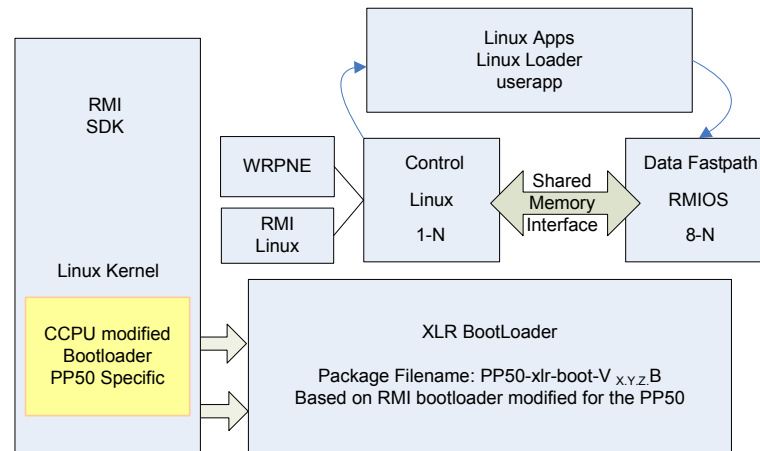 RMI
SDK
Linux Kernel
CCPU modified
Bootloader
PP50 Specific
Linux Apps
Linux Loader
userapp
WRPNE
RMI
Linux
Control
Linux
1-N
Shared
Memory
Interface
Data Fastpath
RMIOS
8-N
XLR BootLoader
Package Filename: PP50-xlr-boot-V X.Y.Z.B
Based on RMI bootloader modified for the PP50